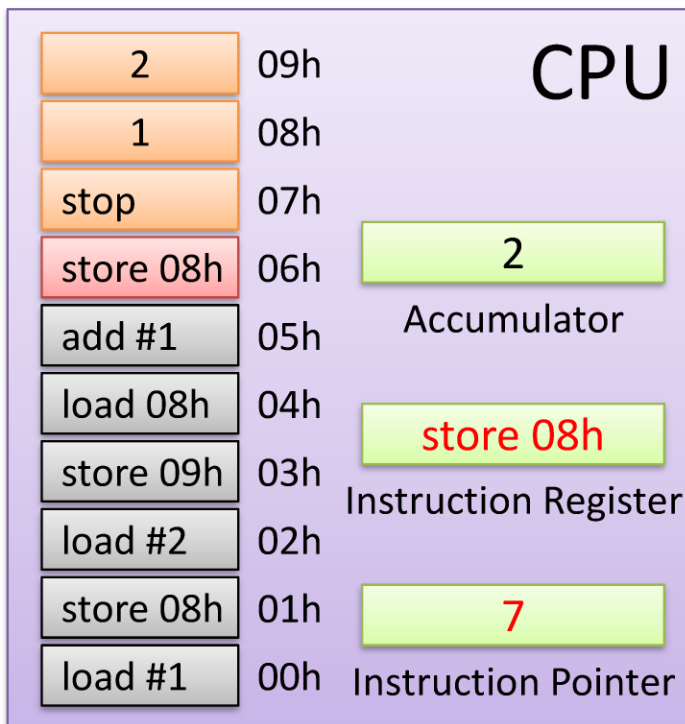 CPU
2 09h
1 08h
stop 07h
store 08h 06h
add #1 05h
load 08h 04h
store 09h 03h
load #2 02h
store 08h 01h
load #1 00h
2
Accumulator
store 08h
Instruction Register
7
Instruction Pointer